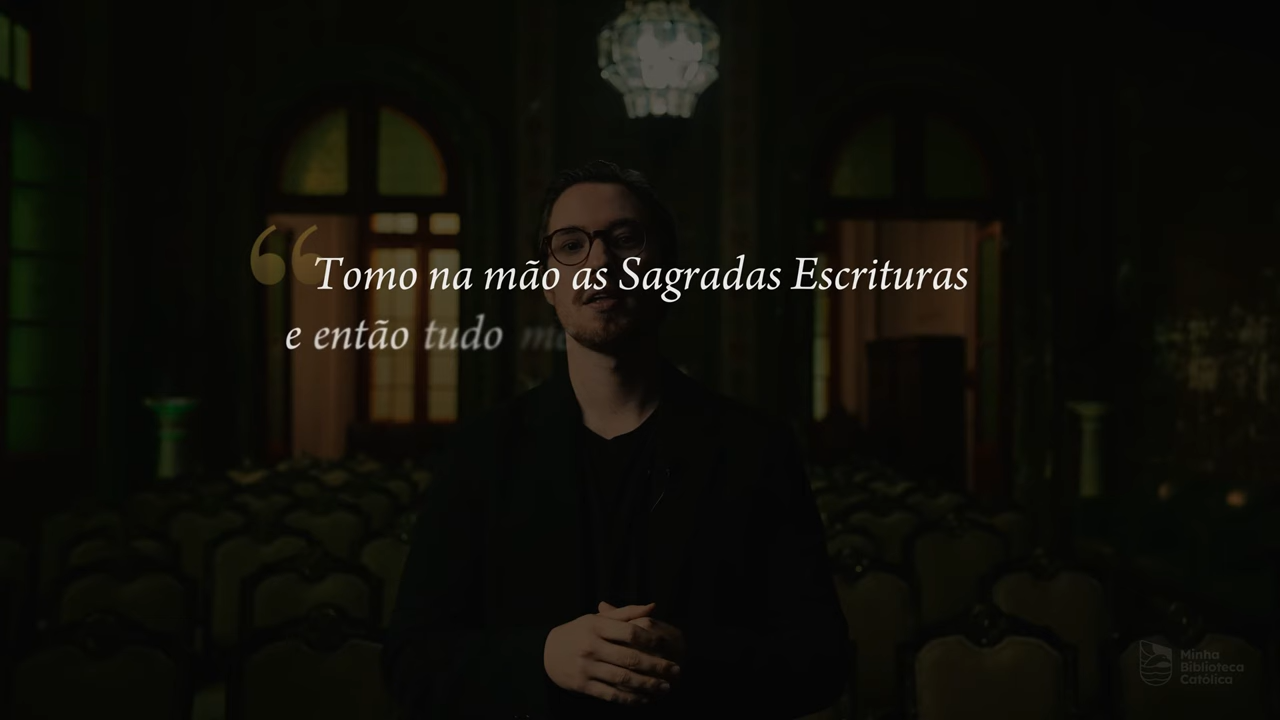 “Tomo na mão as Sagradas Escrituras
e então tudo
Minha
Biblioteca
Católica